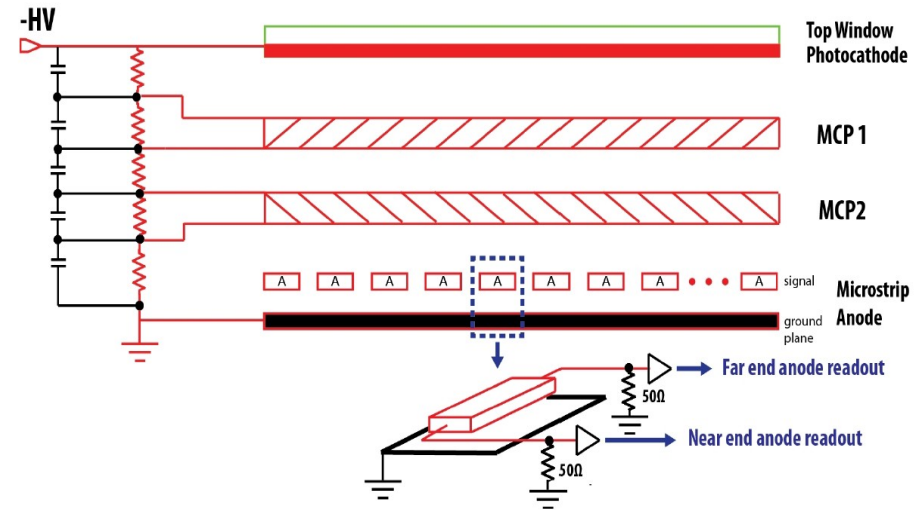 -HV
Top Window
Photocathode
MCP 1
MCP2
A A A A A A A A A
signal
Microstrip
Anode
ground
plane
Far end anode readout
50Ω
Near end anode readout
50Ω